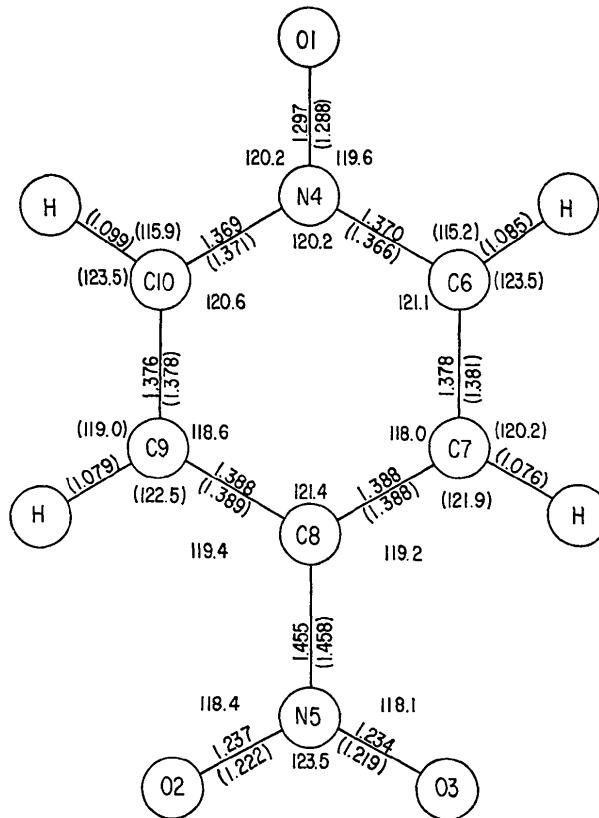 O1
1.297
(1.288)
120.2 119.6
H N4 H
(1.099) (115.9) 1.369 (1.371) 120.2 1.370 (1.366) (115.2) (1.085)
(123.5) C10 120.6 121.1 C6 (123.5)
1.376 (1.378) 1.378 (1.381)
(119.0) C9 118.6 118.0 C7 (120.2)
H (1.079) (122.5) 1.388 (1.389) 121.4 1.388 (1.388) (121.9) (1.076) H
C8
119.4 119.2
1.455 (1.458)
118.4 N5 118.1
1.237 (1.222) 123.5 1.234 (1.219)
O2 O3